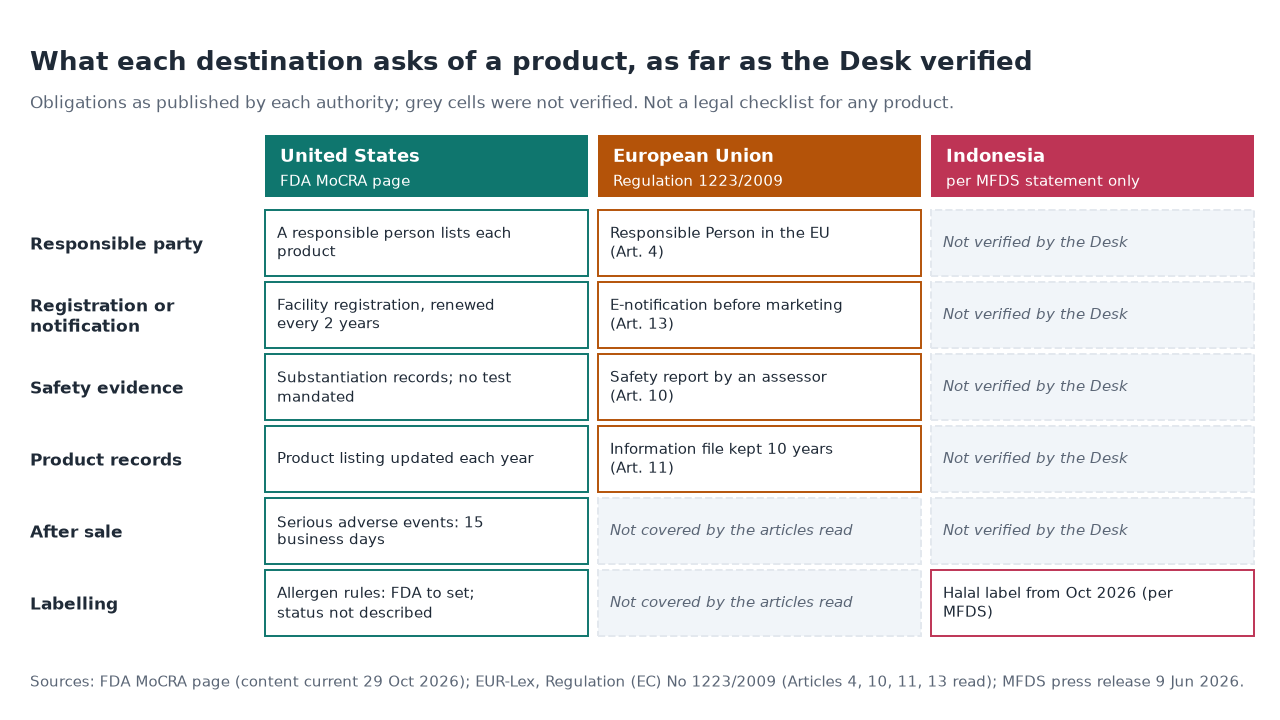 What each destination asks of a product, as far as the Desk verified
Obligations as published by each authority; grey cells were not verified. Not a legal checklist for any product.
United States
FDA MoCRA page
European Union
Regulation 1223/2009
Indonesia
per MFDS statement only
Responsible party
A responsible person lists each
product
Responsible Person in the EU
(Art. 4)
Not verified by the Desk
Registration or
notification
Facility registration, renewed
every 2 years
E-notification before marketing
(Art. 13)
Not verified by the Desk
Safety evidence
Substantiation records; no test
mandated
Safety report by an assessor
(Art. 10)
Not verified by the Desk
Product records
Product listing updated each year
Information file kept 10 years
(Art. 11)
Not verified by the Desk
After sale
Serious adverse events: 15
business days
Not covered by the articles read
Not verified by the Desk
Labelling
Allergen rules: FDA to set;
status not described
Not covered by the articles read
Halal label from Oct 2026 (per
MFDS)
Sources: FDA MoCRA page (content current 29 Oct 2026); EUR-Lex, Regulation (EC) No 1223/2009 (Articles 4, 10, 11, 13 read); MFDS press release 9 Jun 2026.